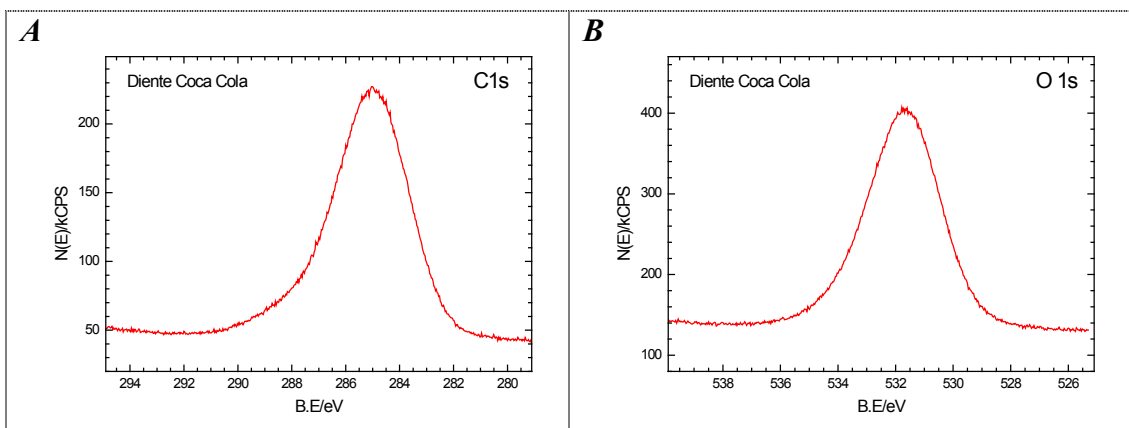 A
Diente Coca Cola
C1s
N(E)/kCPS
200
150
100
50
294 292 290 288 286 284 282 280
B.E/eV
B
Diente Coca Cola
O 1s
N(E)/kCPS
400
300
200
100
538 536 534 532 530 528 526
B.E/eV